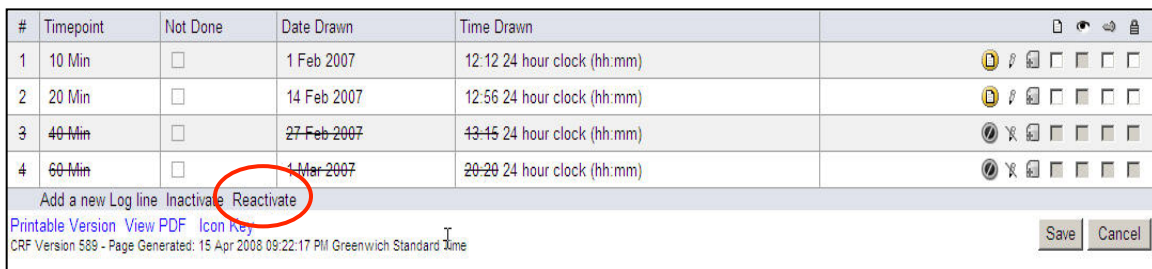 # Timepoint Not Done Date Drawn Time Drawn
1 10 Min 1 Feb 2007 12:12 24 hour clock (hh:mm)
2 20 Min 14 Feb 2007 12:56 24 hour clock (hh:mm)
3 40 Min 27 Feb 2007 13:15 24 hour clock (hh:mm)
4 60 Min 1 Mar 2007 20:20 24 hour clock (hh:mm)
Add a new Log line Inactivate Reactivate
Printable Version View PDF Icon Key
CRF Version 589 - Page Generated: 15 Apr 2008 09:22:17 PM Greenwich Standard Time
Save Cancel